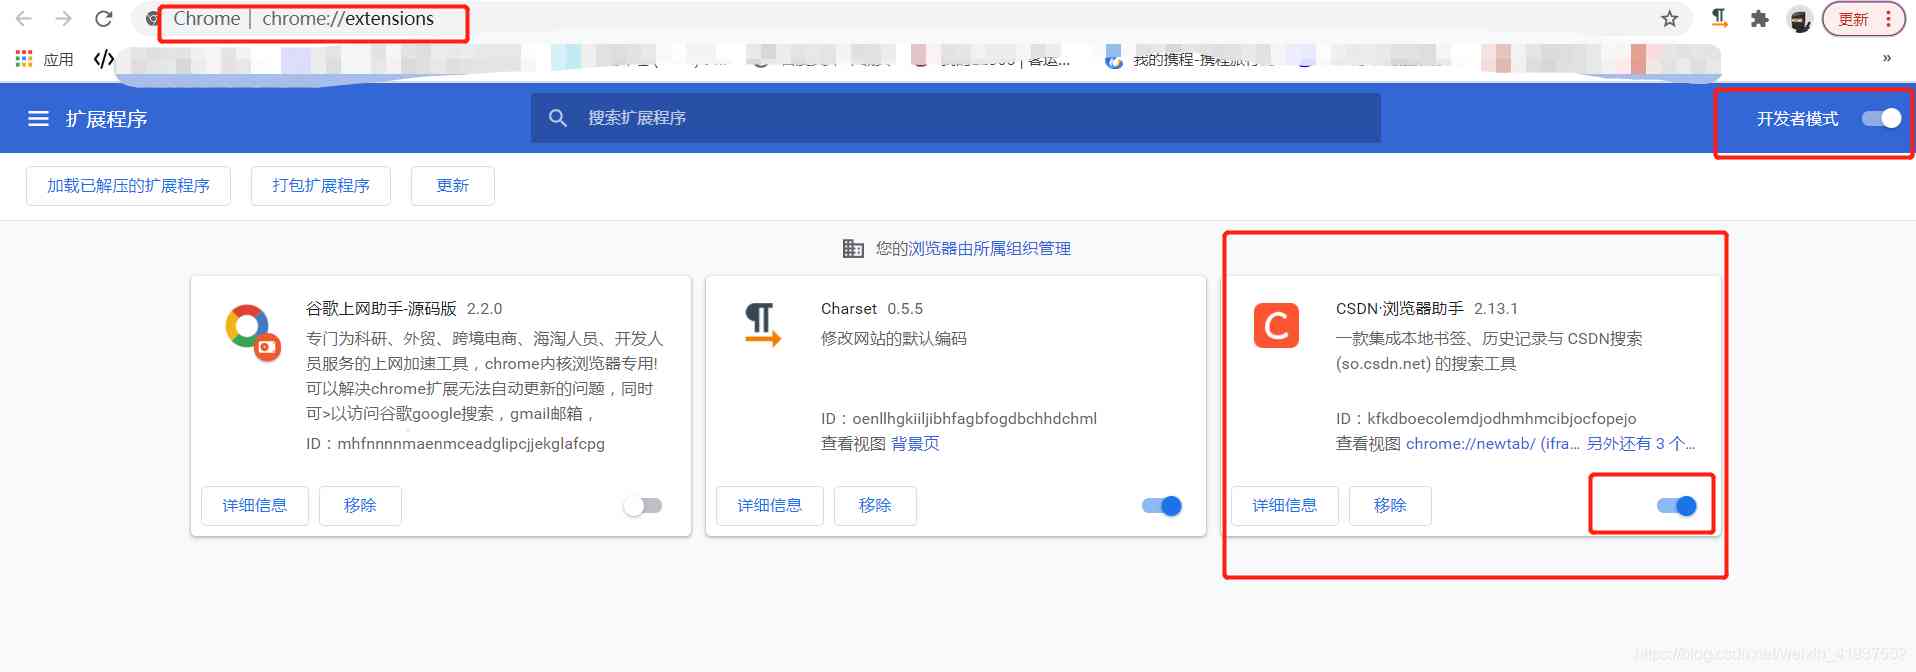 Chrome | chrome://extensions
更新
应用
我的携程-携程旅行
»
扩展程序
搜索扩展程序
开发者模式
加载已解压的扩展程序
打包扩展程序
更新
您的浏览器由所属组织管理
谷歌上网助手-源码版 2.2.0
专门为科研、外贸、跨境电商、海淘人员、开发人
员服务的上网加速工具，chrome内核浏览器专用!
可以解决chrome扩展无法自动更新的问题，同时
可>以访问谷歌google搜索，gmail邮箱，
ID：mhfnnnnmaenmceadglipcjjekglafcpg
详细信息
移除
Charset 0.5.5
修改网站的默认编码
ID：oenllhgkiiljibhfagbfogdbchhdchml
查看视图 背景页
详细信息
移除
CSDN·浏览器助手 2.13.1
一款集成本地书签、历史记录与 CSDN搜索
(so.csdn.net) 的搜索工具
ID：kfkdboecolemdjodhmhmcibjocfopejo
查看视图 chrome://newtab/ (ifra... 另外还有 3 个...
详细信息
移除